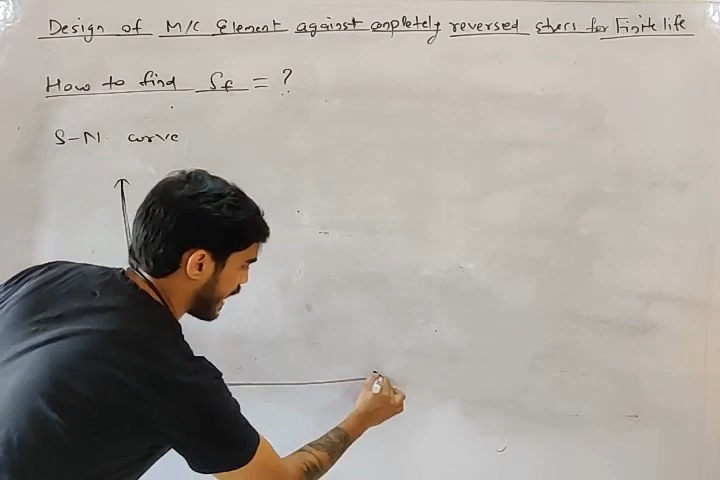 Design of M/C Element against completely reversed stress for Finite life
How to find Sf = ?
S-N curve